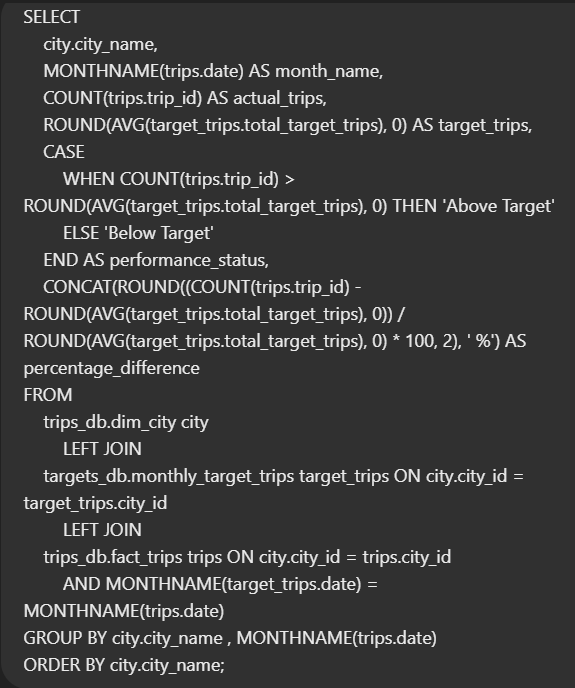 SELECT
city.city_name,
MONTHNAME(trips.date) AS month_name,
COUNT(trips.trip_id) AS actual_trips,
ROUND(AVG(target_trips.total_target_trips), 0) AS target_trips,
CASE
WHEN COUNT(trips.trip_id) >
ROUND(AVG(target_trips.total_target_trips), 0) THEN 'Above Target'
ELSE 'Below Target'
END AS performance_status,
CONCAT(ROUND((COUNT(trips.trip_id) -
ROUND(AVG(target_trips.total_target_trips), 0)) /
ROUND(AVG(target_trips.total_target_trips), 0) * 100, 2), ' %') AS
percentage_difference
FROM
trips_db.dim_city city
LEFT JOIN
targets_db.monthly_target_trips target_trips ON city.city_id =
target_trips.city_id
LEFT JOIN
trips_db.fact_trips trips ON city.city_id = trips.city_id
AND MONTHNAME(target_trips.date) =
MONTHNAME(trips.date)
GROUP BY city.city_name , MONTHNAME(trips.date)
ORDER BY city.city_name;